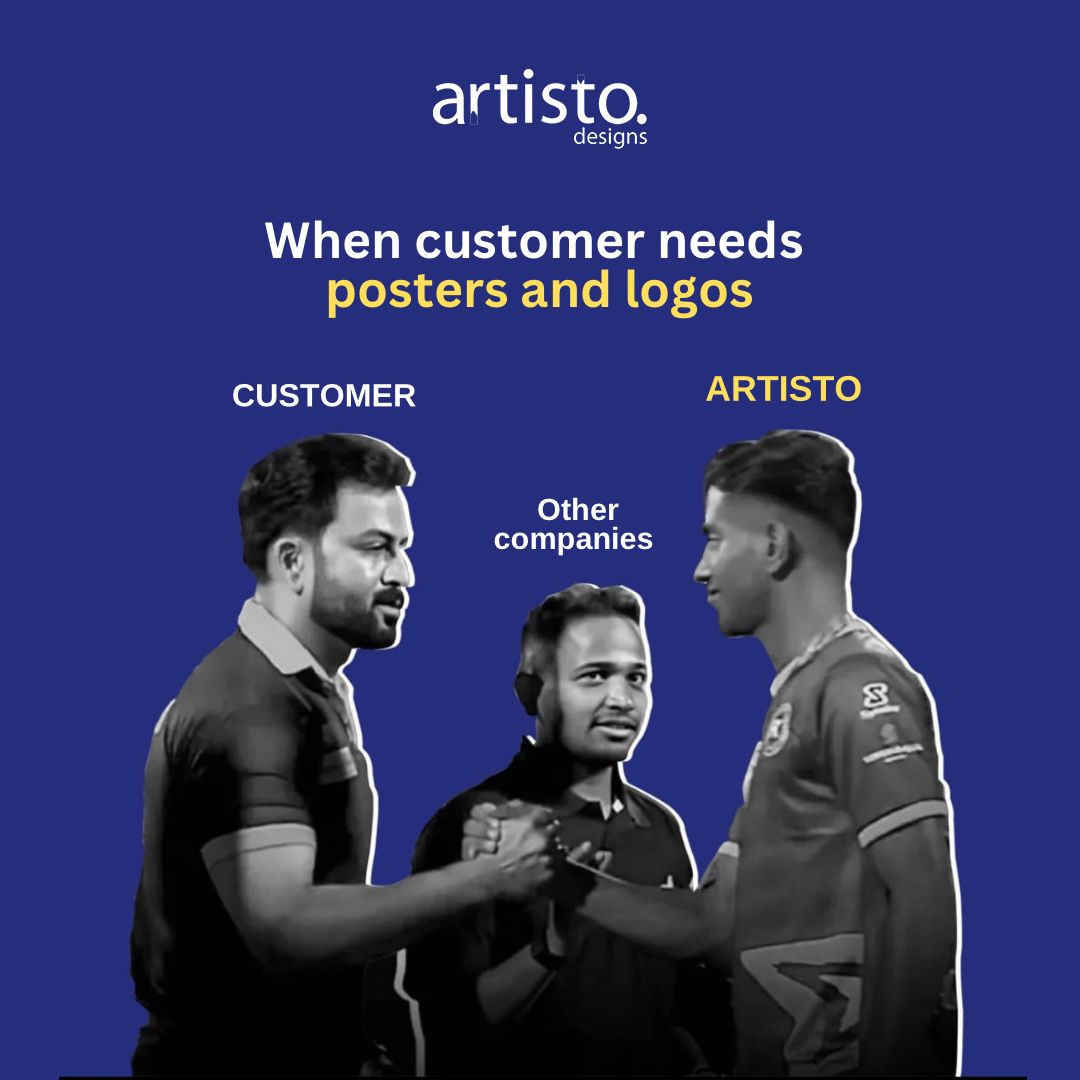 artisto.
designs
When customer needs
posters and logos
CUSTOMER
ARTISTO
Other
companies